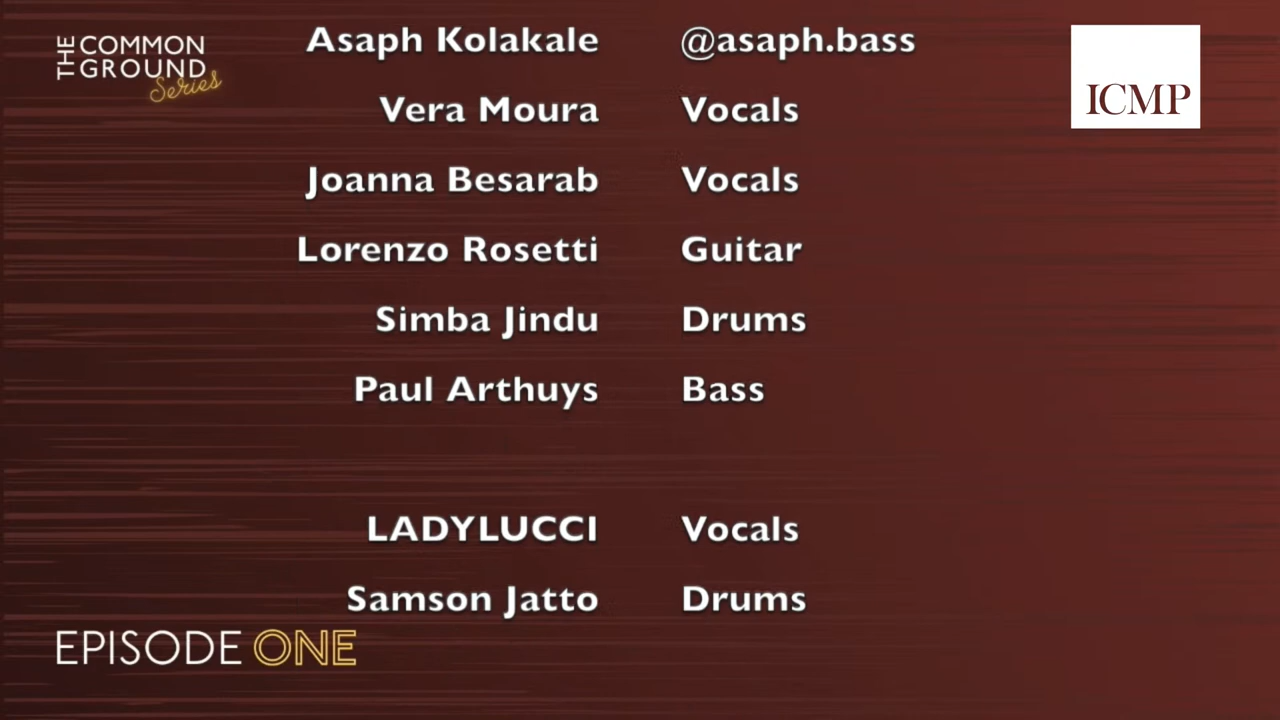 THE COMMON GROUND Series
ICMP
Asaph Kolakale @asaph.bass
Vera Moura Vocals
Joanna Besarab Vocals
Lorenzo Rosetti Guitar
Simba Jindu Drums
Paul Arthuys Bass
LADYLUCCI Vocals
Samson Jatto Drums
EPISODE ONE